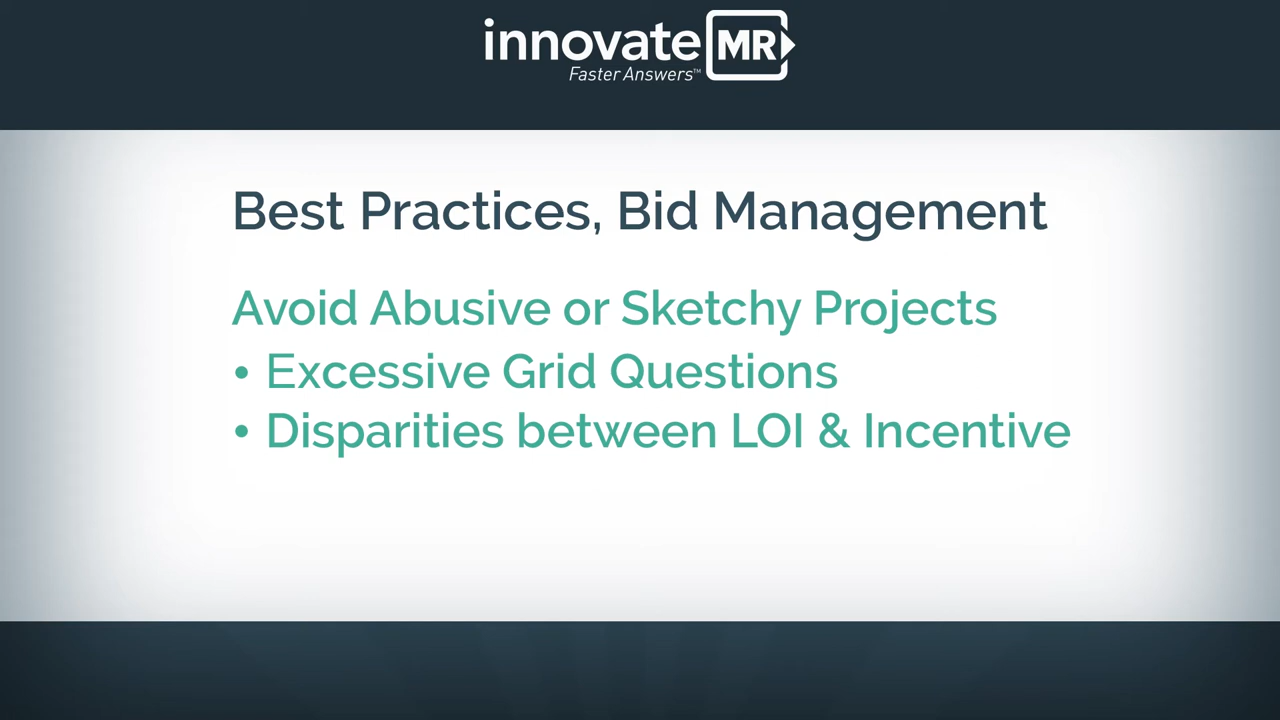 innovate MR
Faster Answers™
Best Practices, Bid Management
Avoid Abusive or Sketchy Projects
• Excessive Grid Questions
• Disparities between LOI & Incentive